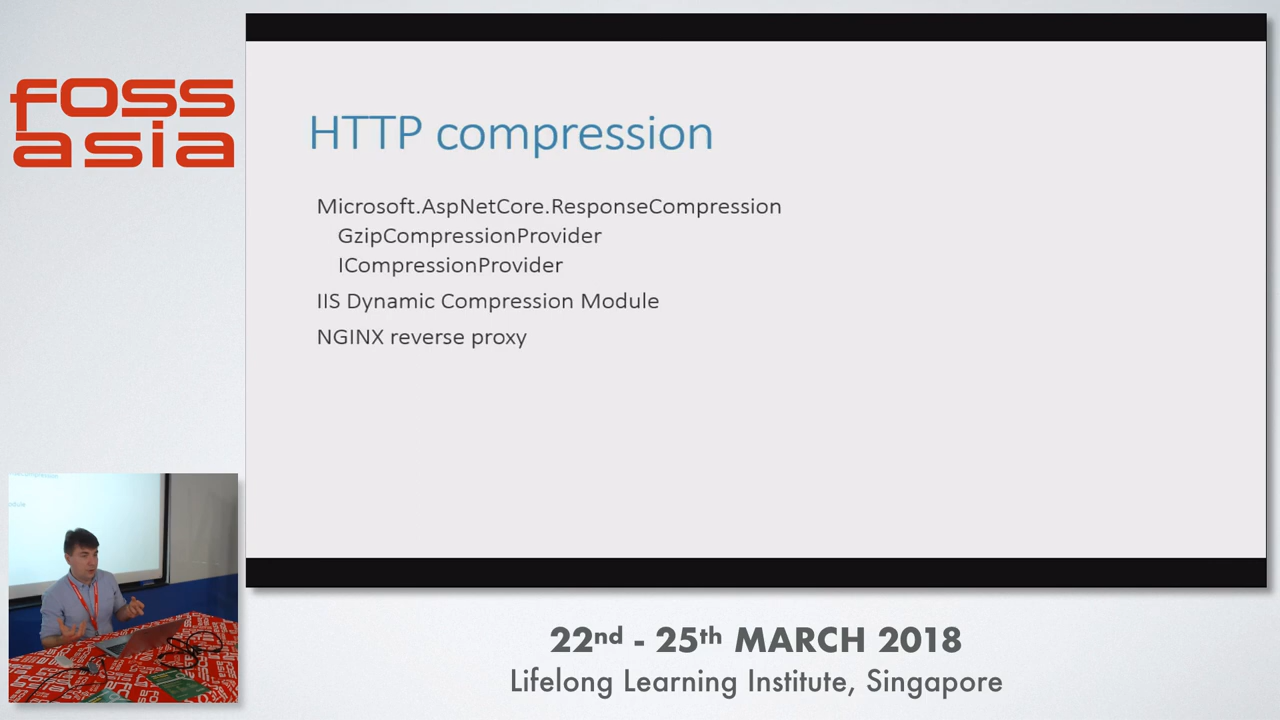 foss
asia
HTTP compression
Microsoft.AspNetCore.ResponseCompression
GzipCompressionProvider
ICompressionProvider
IIS Dynamic Compression Module
NGINX reverse proxy
22nd - 25th MARCH 2018
Lifelong Learning Institute, Singapore